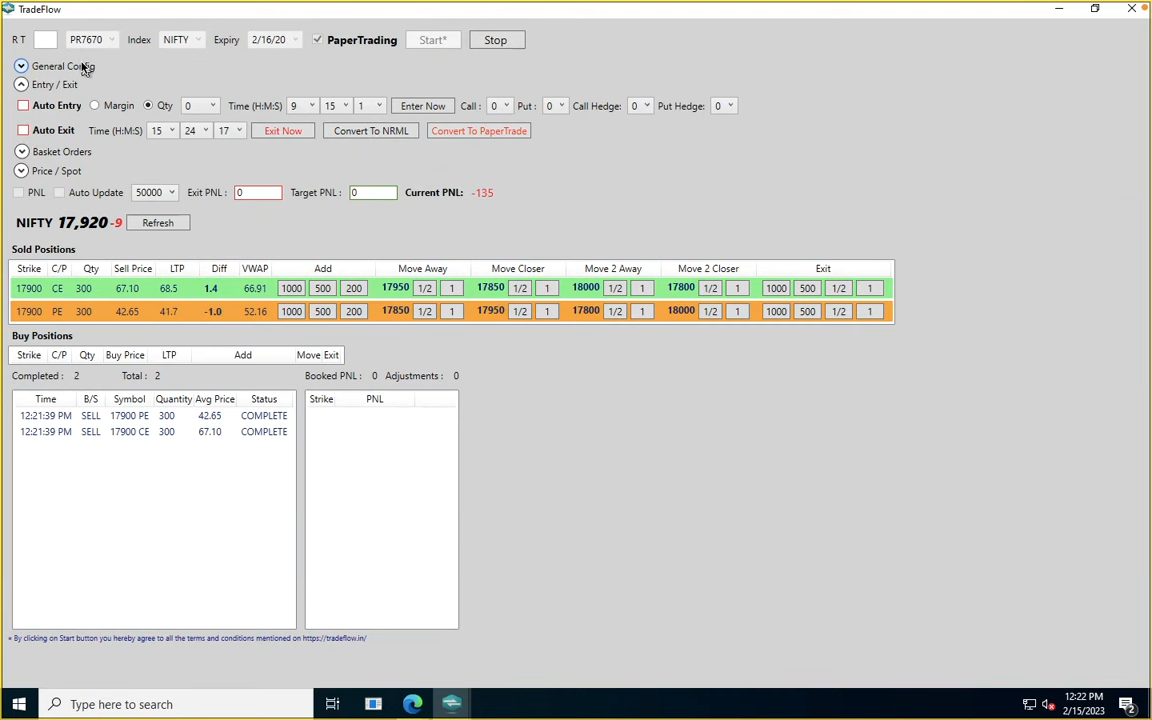 TradeFlow
R T PR7670 Index NIFTY Expiry 2/16/20 PaperTrading Start* Stop
General Config
Entry / Exit
Auto Entry Margin Qty 0 Time (H:M:S) 9 15 1 Enter Now Call : 0 Put : 0 Call Hedge: 0 Put Hedge: 0
Auto Exit Time (H:M:S) 15 24 17 Exit Now Convert To NRML Convert To PaperTrade
Basket Orders
Price / Spot
PNL Auto Update 50000 Exit PNL : 0 Target PNL : 0 Current PNL: -135
NIFTY 17,920 -9 Refresh
Sold Positions
Strike C/P Qty Sell Price LTP Diff VWAP Add Move Away Move Closer Move 2 Away Move 2 Closer Exit
17900 CE 300 67.10 68.5 1.4 66.91 1000 500 200 17950 1/2 1 17850 1/2 1 18000 1/2 1 17800 1/2 1 1000 500 1/2 1
17900 PE 300 42.65 41.7 -1.0 52.16 1000 500 200 17850 1/2 1 17950 1/2 1 17800 1/2 1 18000 1/2 1 1000 500 1/2 1
Buy Positions
Strike C/P Qty Buy Price LTP Add Move Exit
Completed : 2 Total : 2 Booked PNL : 0 Adjustments : 0
Time B/S Symbol Quantity Avg Price Status Strike PNL
12:21:39 PM SELL 17900 PE 300 42.65 COMPLETE
12:21:39 PM SELL 17900 CE 300 67.10 COMPLETE
* By clicking on Start button you hereby agree to all the terms and conditions mentioned on https://tradeflow.in/
Type here to search 12:22 PM
2/15/2023 2